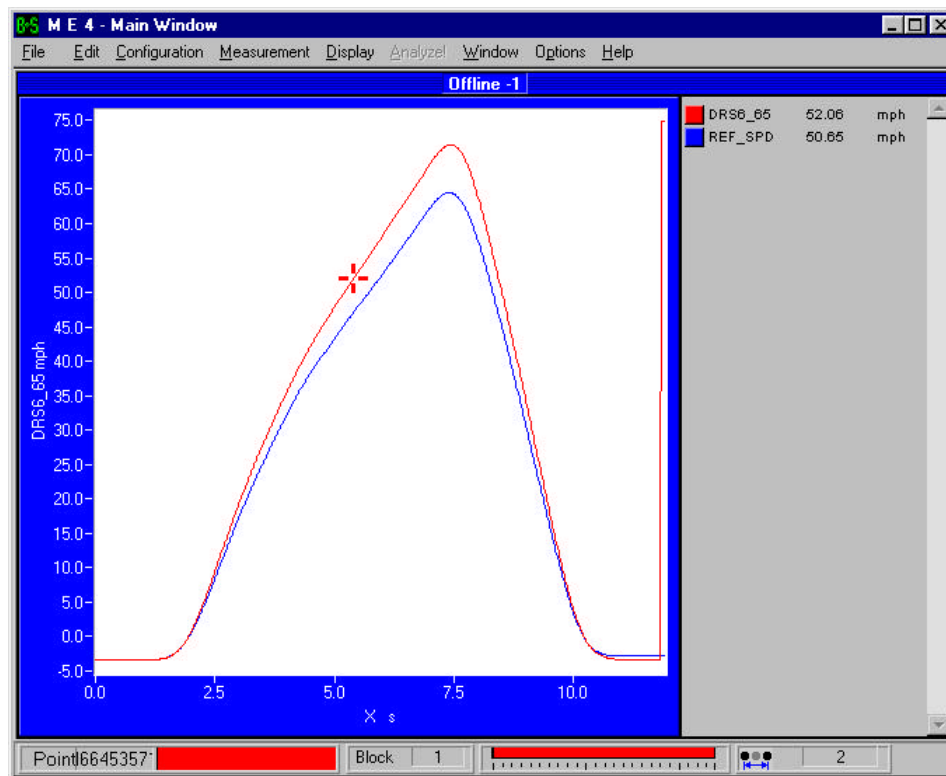 B&S M E 4 - Main Window
File Edit Configuration Measurement Display Analyze! Window Options Help
Offline -1
DRS6_65 52.06 mph
REF_SPD 50.65 mph
75.0-
70.0-
65.0-
60.0-
55.0-
50.0-
45.0-
40.0-
35.0-
30.0-
25.0-
20.0-
15.0-
10.0-
5.0-
0.0-
-5.0-
DRS6_65 mph
0.0 2.5 5.0 7.5 10.0
X s
Block 1 2